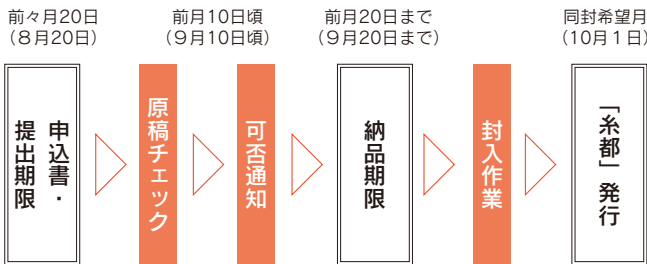 前々月20日
（８月20日）
前月10日頃
（９月10日頃）
前月20日まで
（９月20日まで）
同封希望月
（10月１日）
申込書・
提出期限
原稿チェック
可否通知
納品期限
封入作業
「糸都」発行